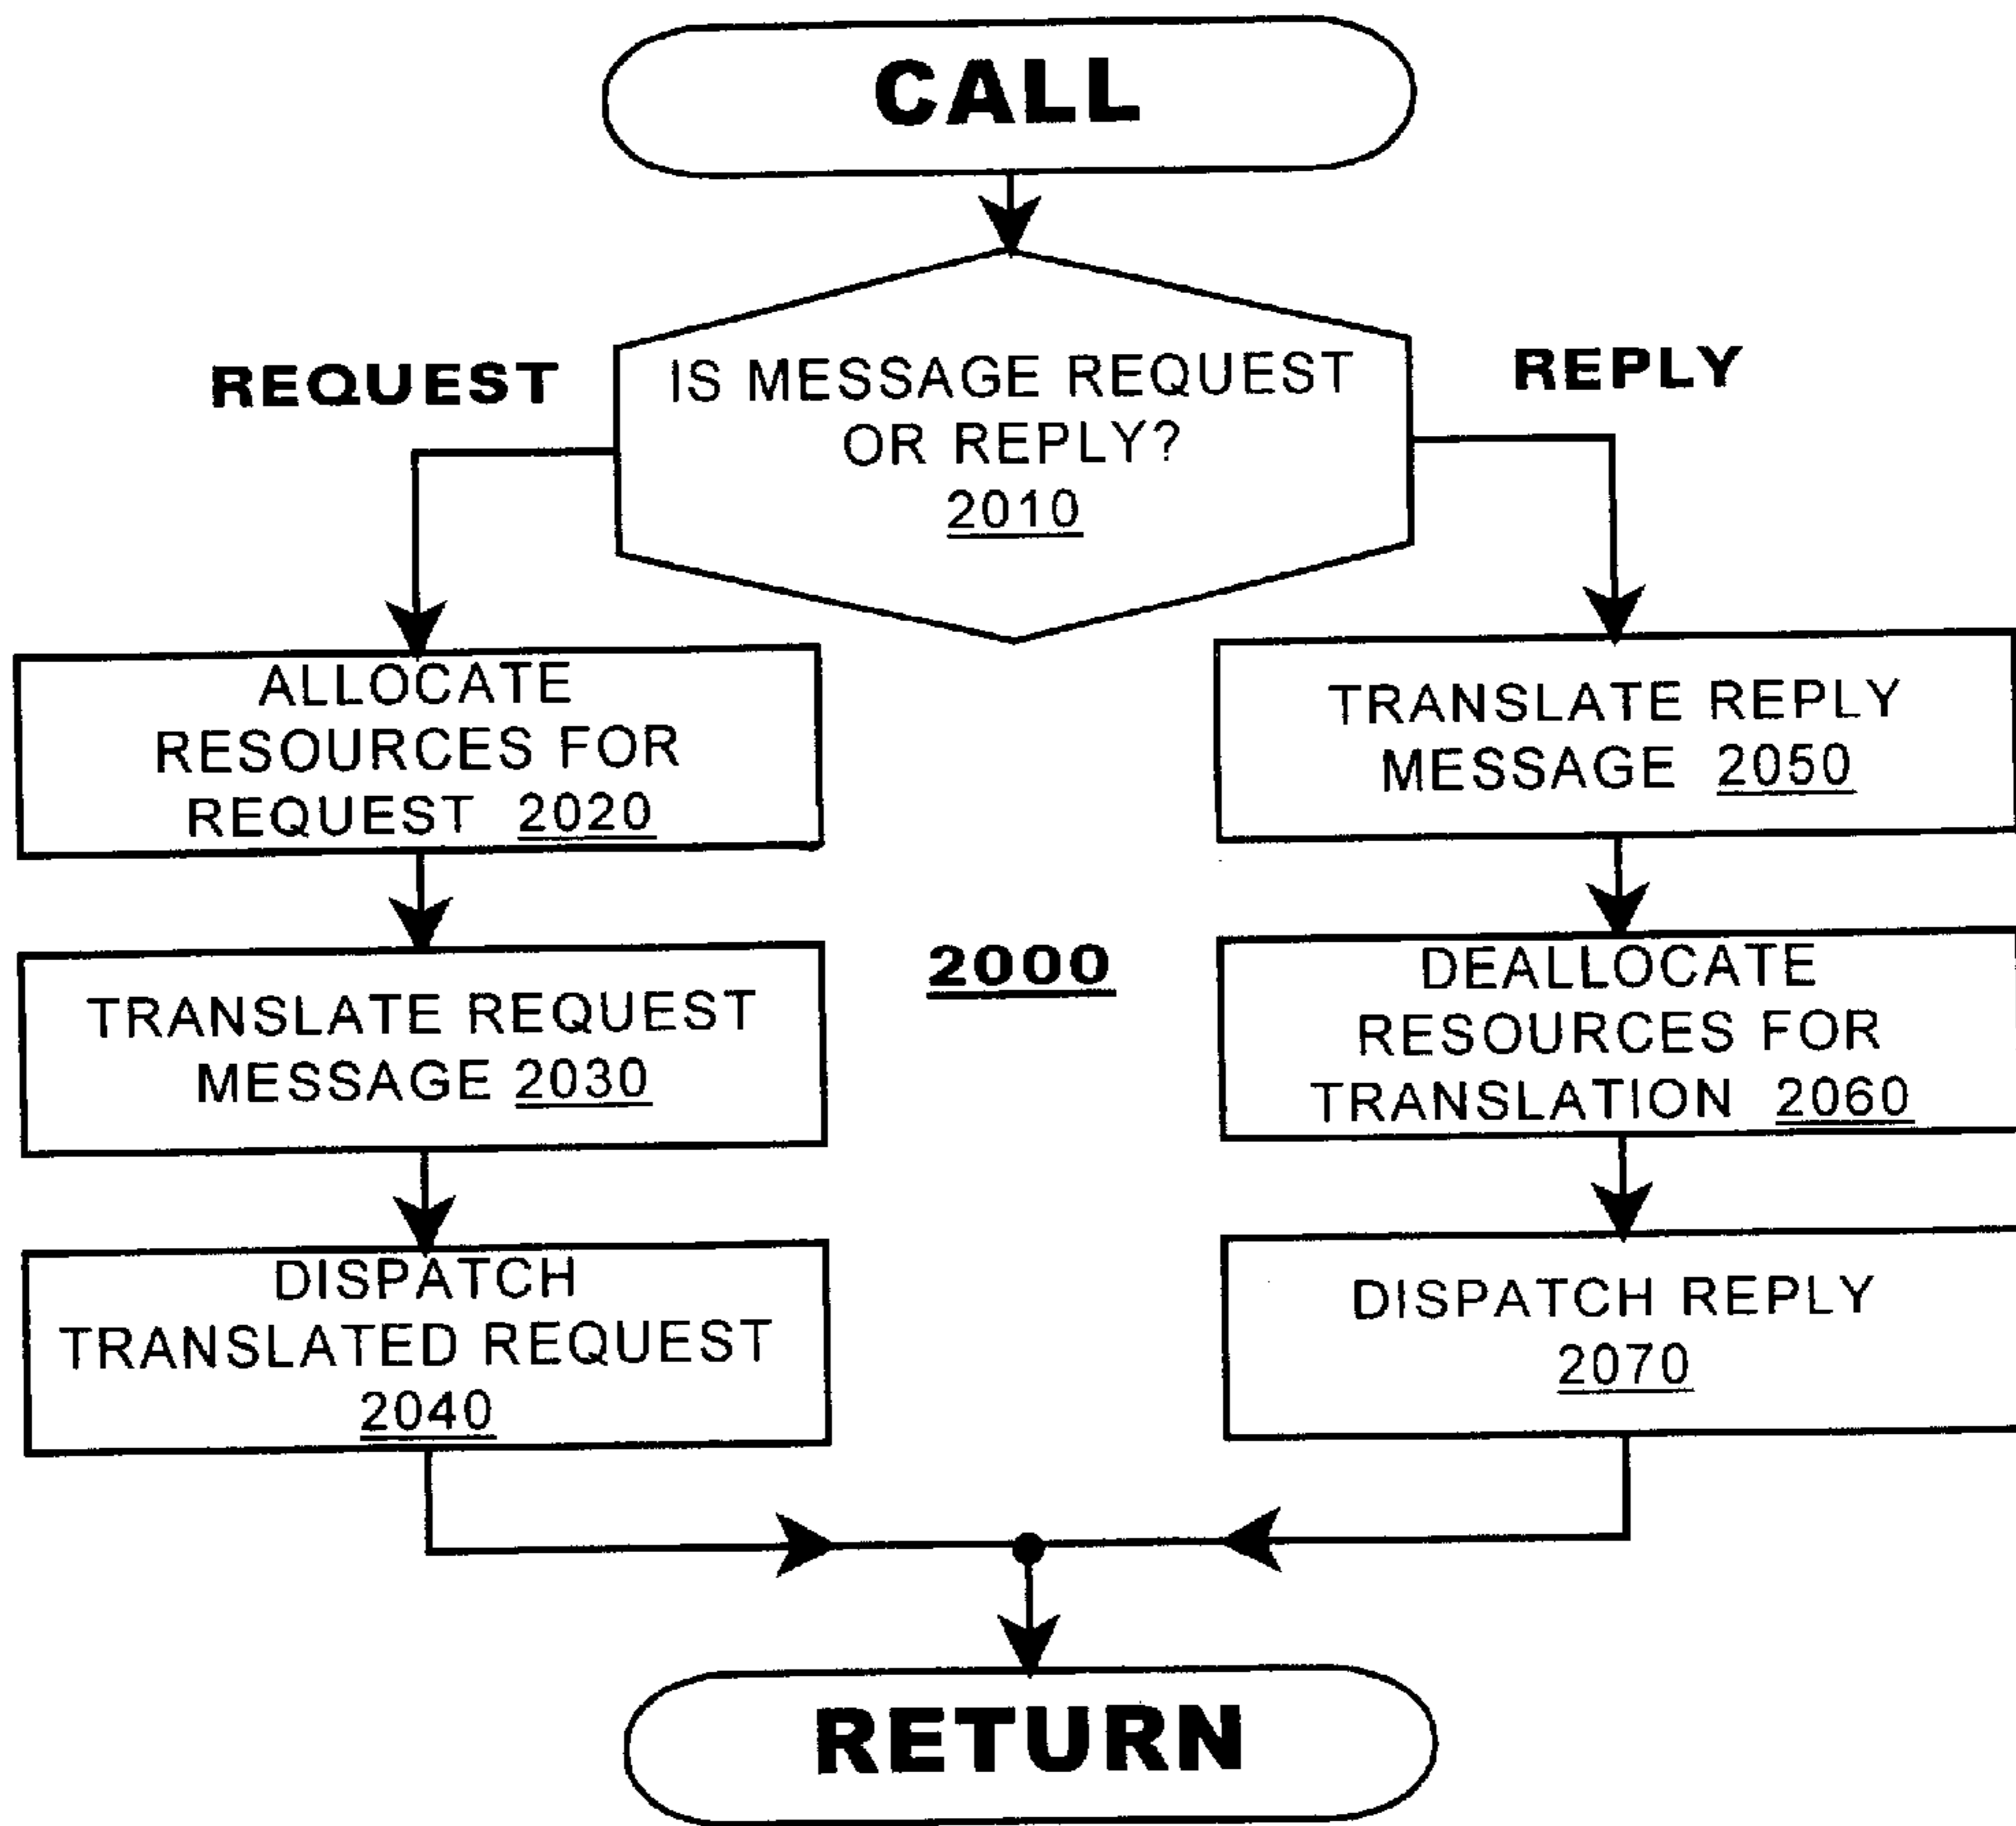 CALL
IS MESSAGE REQUEST
OR REPLY?
2010
REQUEST
REPLY
ALLOCATE
RESOURCES FOR
REQUEST 2020
TRANSLATE REQUEST
MESSAGE 2030
DISPATCH
TRANSLATED REQUEST
2040
2000
TRANSLATE REPLY
MESSAGE 2050
DEALLOCATE
RESOURCES FOR
TRANSLATION 2060
DISPATCH REPLY
2070
RETURN